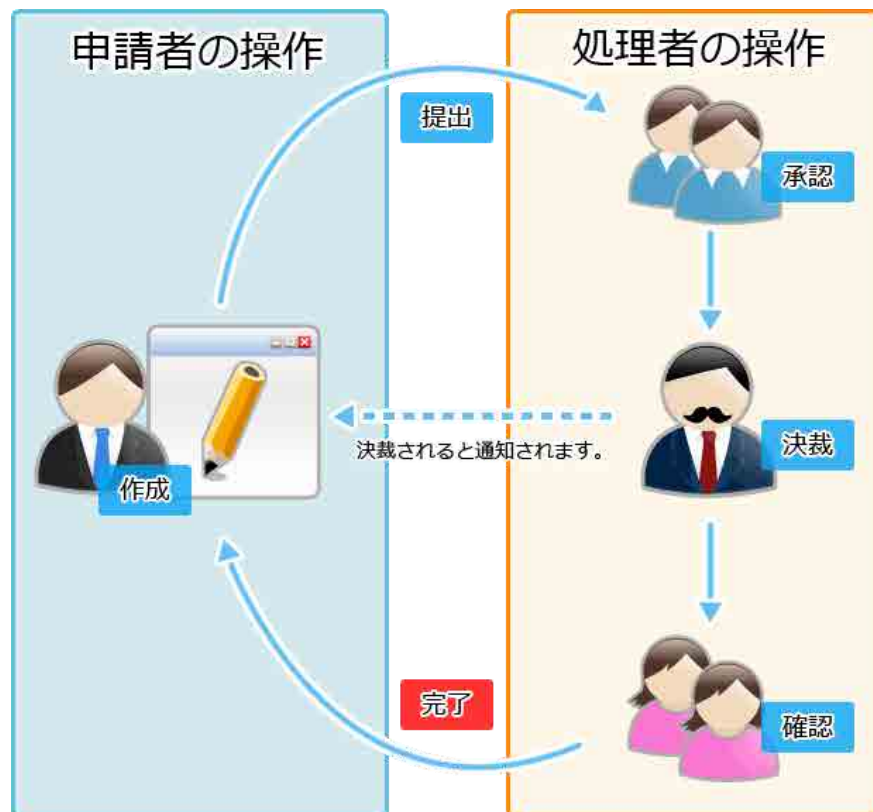 申請者の操作
処理者の操作
提出
承認
決裁されると通知されます。
決裁
作成
完了
確認